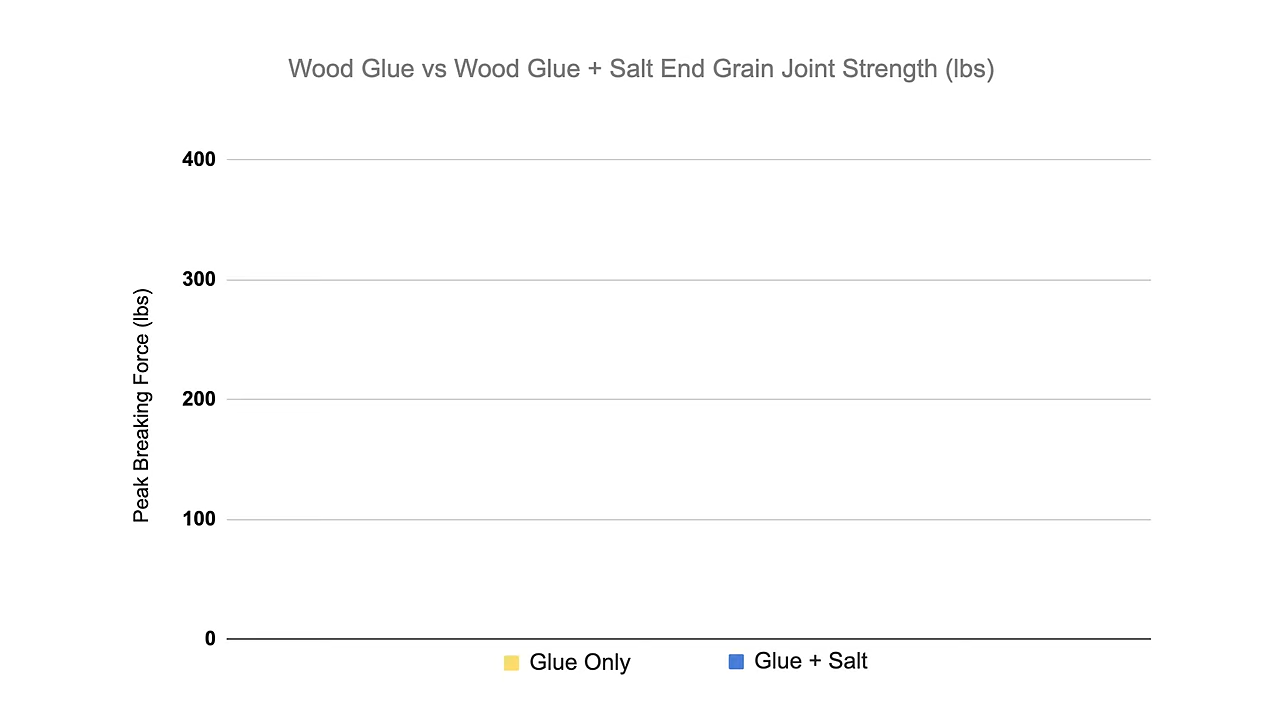 Wood Glue vs Wood Glue + Salt End Grain Joint Strength (lbs)
400
300
200
100
0
Peak Breaking Force (lbs)
Glue Only
Glue + Salt